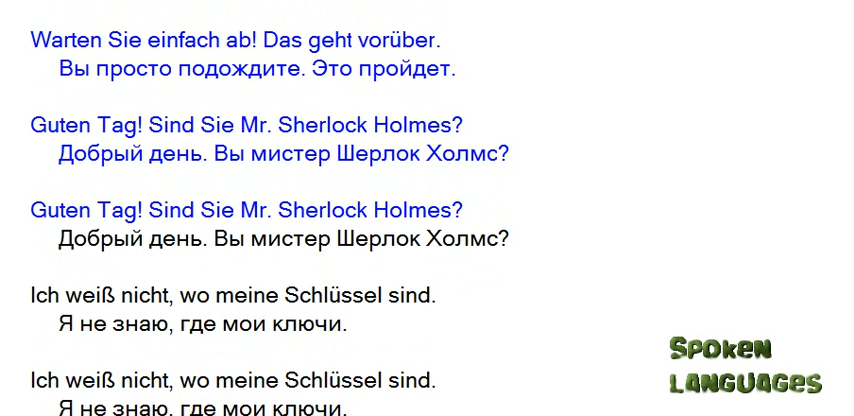 Warten Sie einfach ab! Das geht vorüber.
Вы просто подождите. Это пройдет.
Guten Tag! Sind Sie Mr. Sherlock Holmes?
Добрый день. Вы мистер Шерлок Холмс?
Guten Tag! Sind Sie Mr. Sherlock Holmes?
Добрый день. Вы мистер Шерлок Холмс?
Ich weiß nicht, wo meine Schlüssel sind.
Я не знаю, где мои ключи.
Ich weiß nicht, wo meine Schlüssel sind.
Я не знаю, где мои ключи.
Spoken
Languages